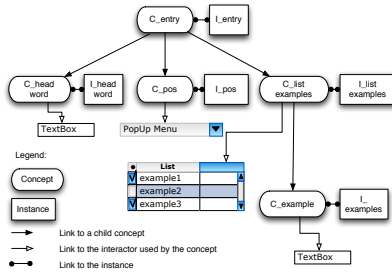 C_entry
I_entry
C_head
word
I_head
word
C_pos
I_pos
C_list
examples
I_list
examples
TextBox
PopUp Menu
List
example1
example2
example3
C_example
I_
examples
TextBox
Legend:
Concept
Instance
Link to a child concept
Link to the interactor used by the concept
Link to the instance